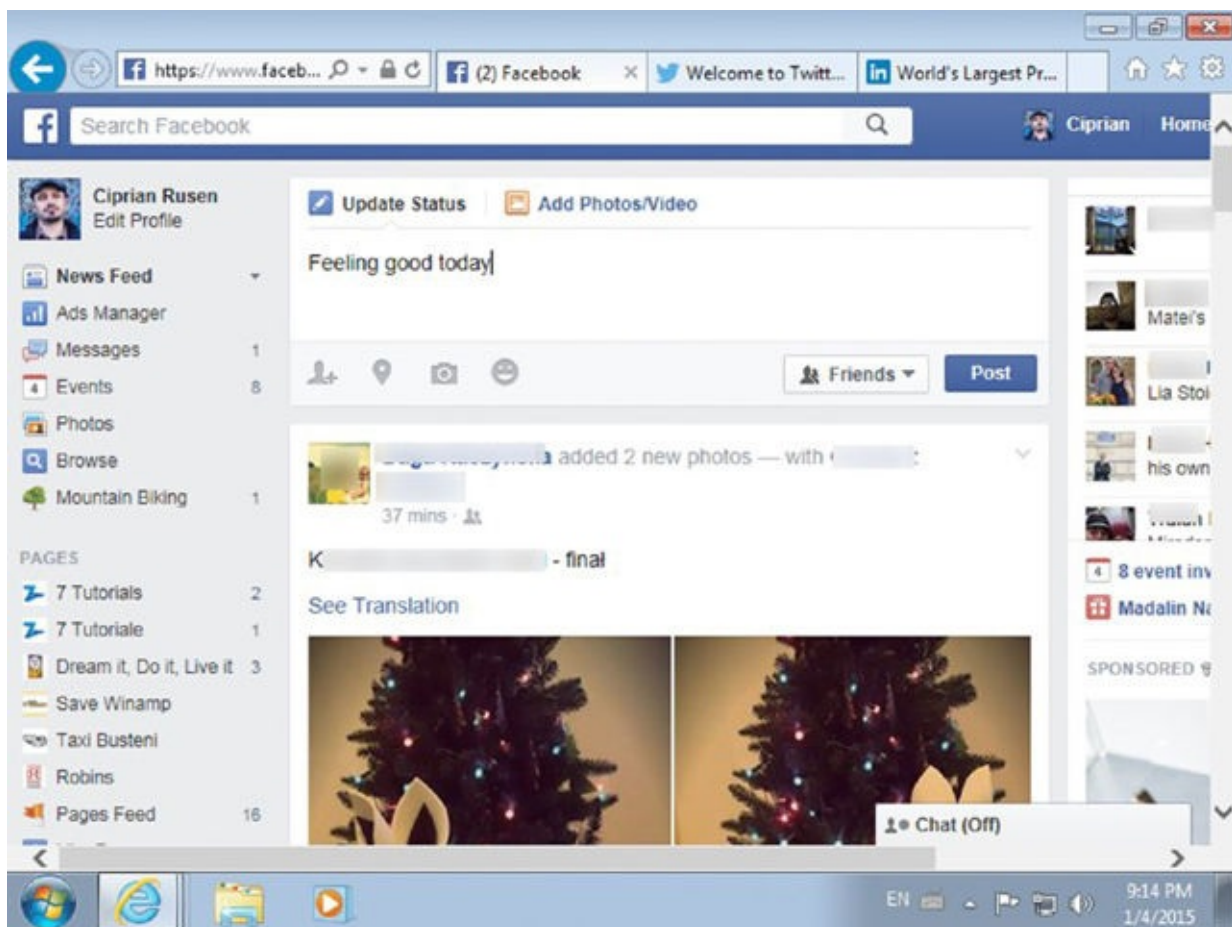 https://www.faceb...
(2) Facebook
Welcome to Twitt...
World's Largest Pr...
Search Facebook
Ciprian
Home
Ciprian Rusen
Edit Profile
News Feed
Ads Manager
Messages 1
Events 8
Photos
Browse
Mountain Biking 1
PAGES
7 Tutorials 2
7 Tutoriale 1
Dream it, Do it, Live it 3
Save Winamp
Taxi Busteni
Robins
Pages Feed 16
Update Status
Add Photos/Video
Feeling good today
Friends
Post
added 2 new photos — with
37 mins
K - finał
See Translation
Matei's
Lia Stoi
his own
8 event inv
Madalin Na
SPONSORED
Chat (Off)
EN
9:14 PM
1/4/2015